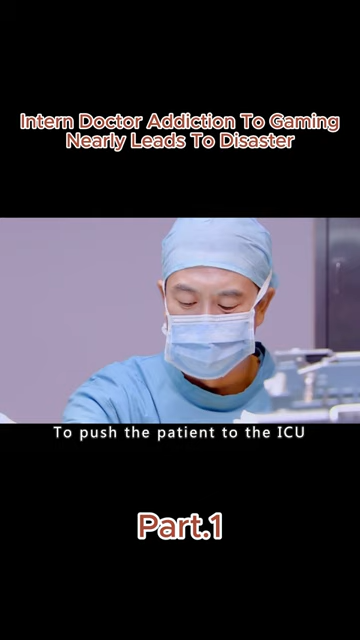 Intern Doctor Addiction To Gaming
Nearly Leads To Disaster
To push the patient to the ICU
Part.1